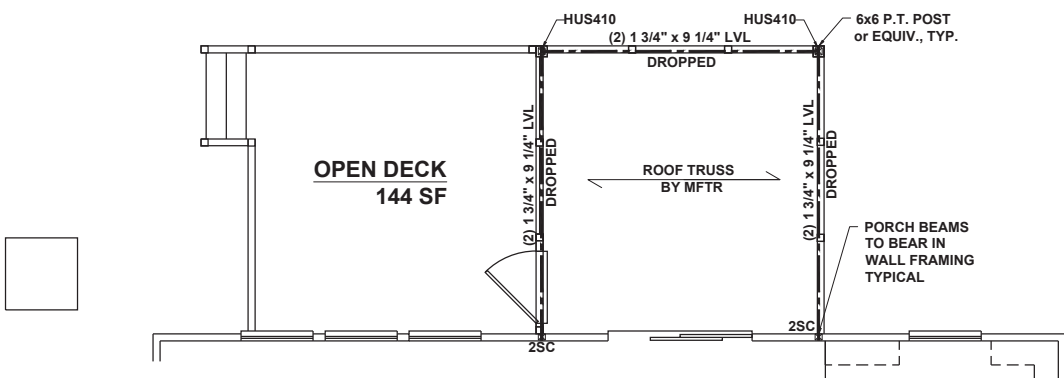 HUS410
HUS410
6x6 P.T. POST
or EQUIV., TYP.
(2) 1 3/4" x 9 1/4" LVL
DROPPED
(2) 1 3/4" x 9 1/4" LVL
DROPPED
(2) 1 3/4" x 9 1/4" LVL
DROPPED
OPEN DECK
144 SF
ROOF TRUSS
BY MFTR
PORCH BEAMS
TO BEAR IN
WALL FRAMING
TYPICAL
2SC
2SC